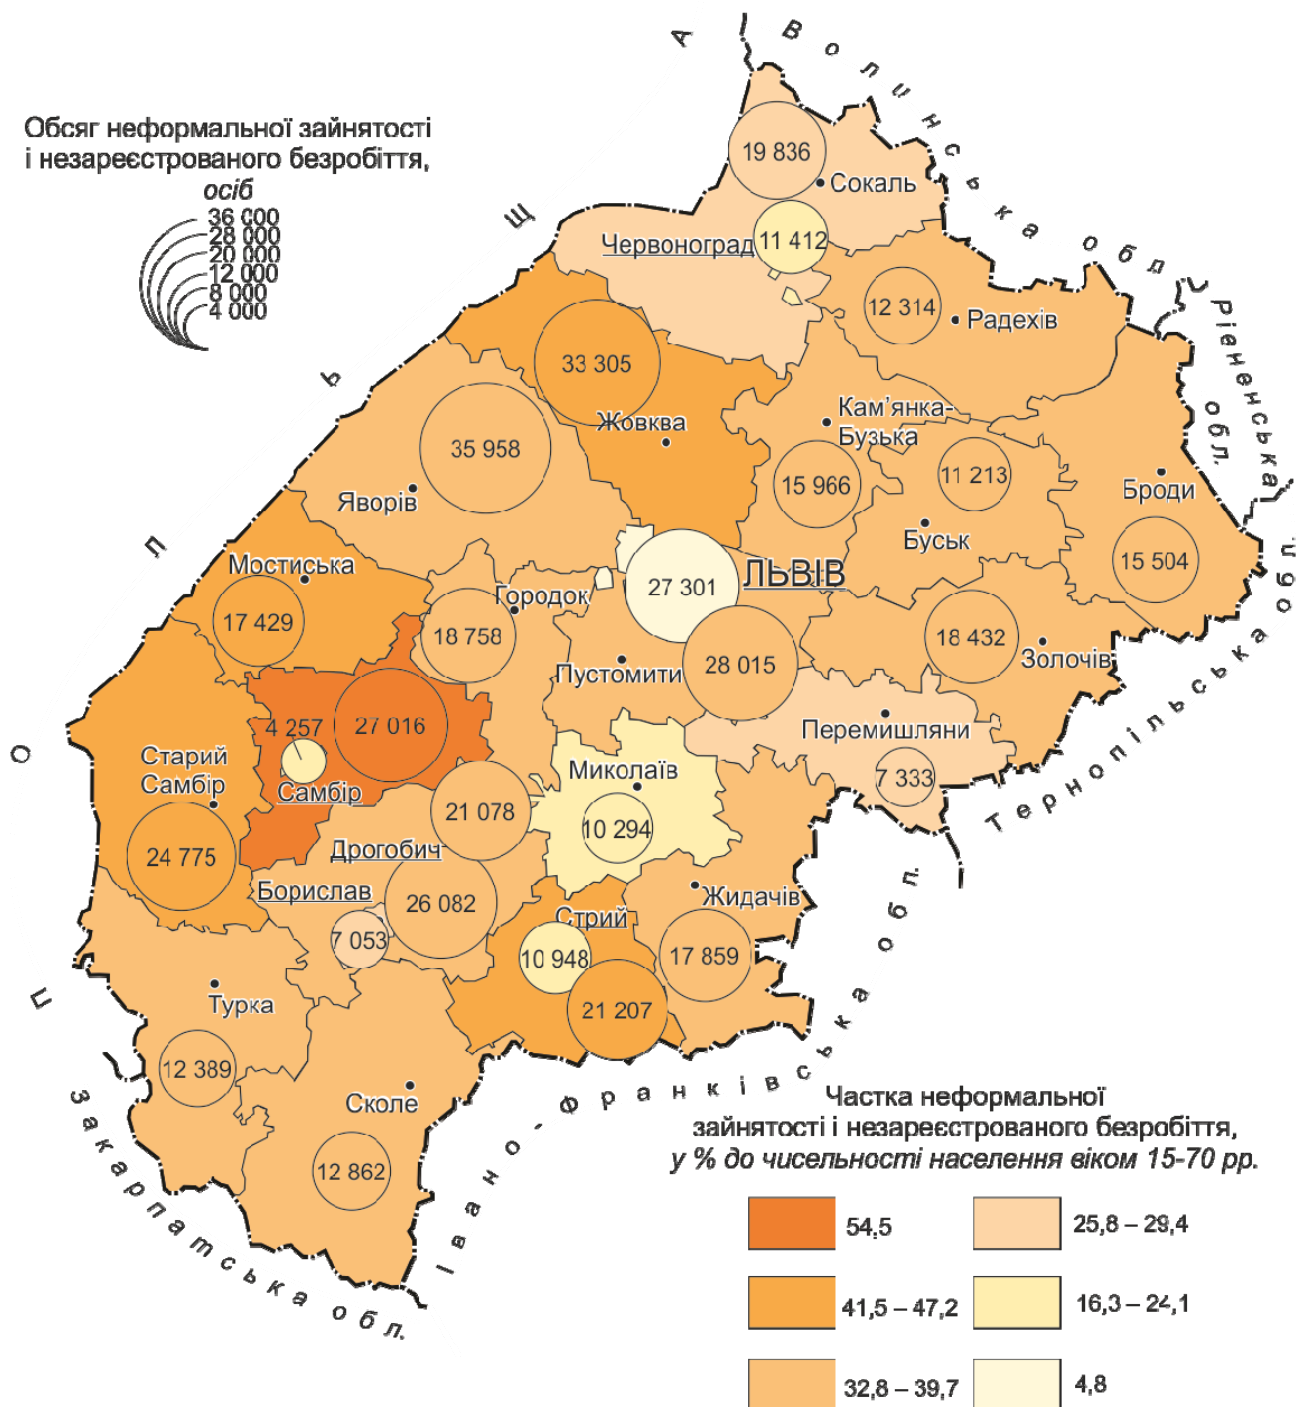 Обсяг неформальної зайнятості
і незареєстрованого безробіття,
осіб
36 000
28 000
20 000
12 000
8 000
4 000
ПОЛЬЩА
Волинська обл.
Рівненська
обл.
Тернопільська обл.
Івано-Франківська обл.
Закарпатська обл.
19 836
Сокаль
Червоноград
11 412
12 314
Радехів
33 305
Жовква
Кам’янка-
Бузька
35 958
15 966
11 213
Яворів
Броди
Буськ
15 504
Мостиська
ЛЬВІВ
27 301
Городок
17 429
18 758
18 432
Золочів
28 015
Пустомити
4 257
27 016
Перемишляни
Старий
Самбір
Самбір
Миколаїв
7 333
21 078
10 294
24 775
Дрогобич
Борислав
26 082
Жидачів
Стрий
7 053
10 948
17 859
Турка
21 207
12 389
Сколе
12 862
Частка неформальної
зайнятості і незареєстрованого безробіття,
у % до чисельності населення віком 15-70 рр.
54,5
25,8 – 29,4
41,5 – 47,2
16,3 – 24,1
32,8 – 39,7
4,8